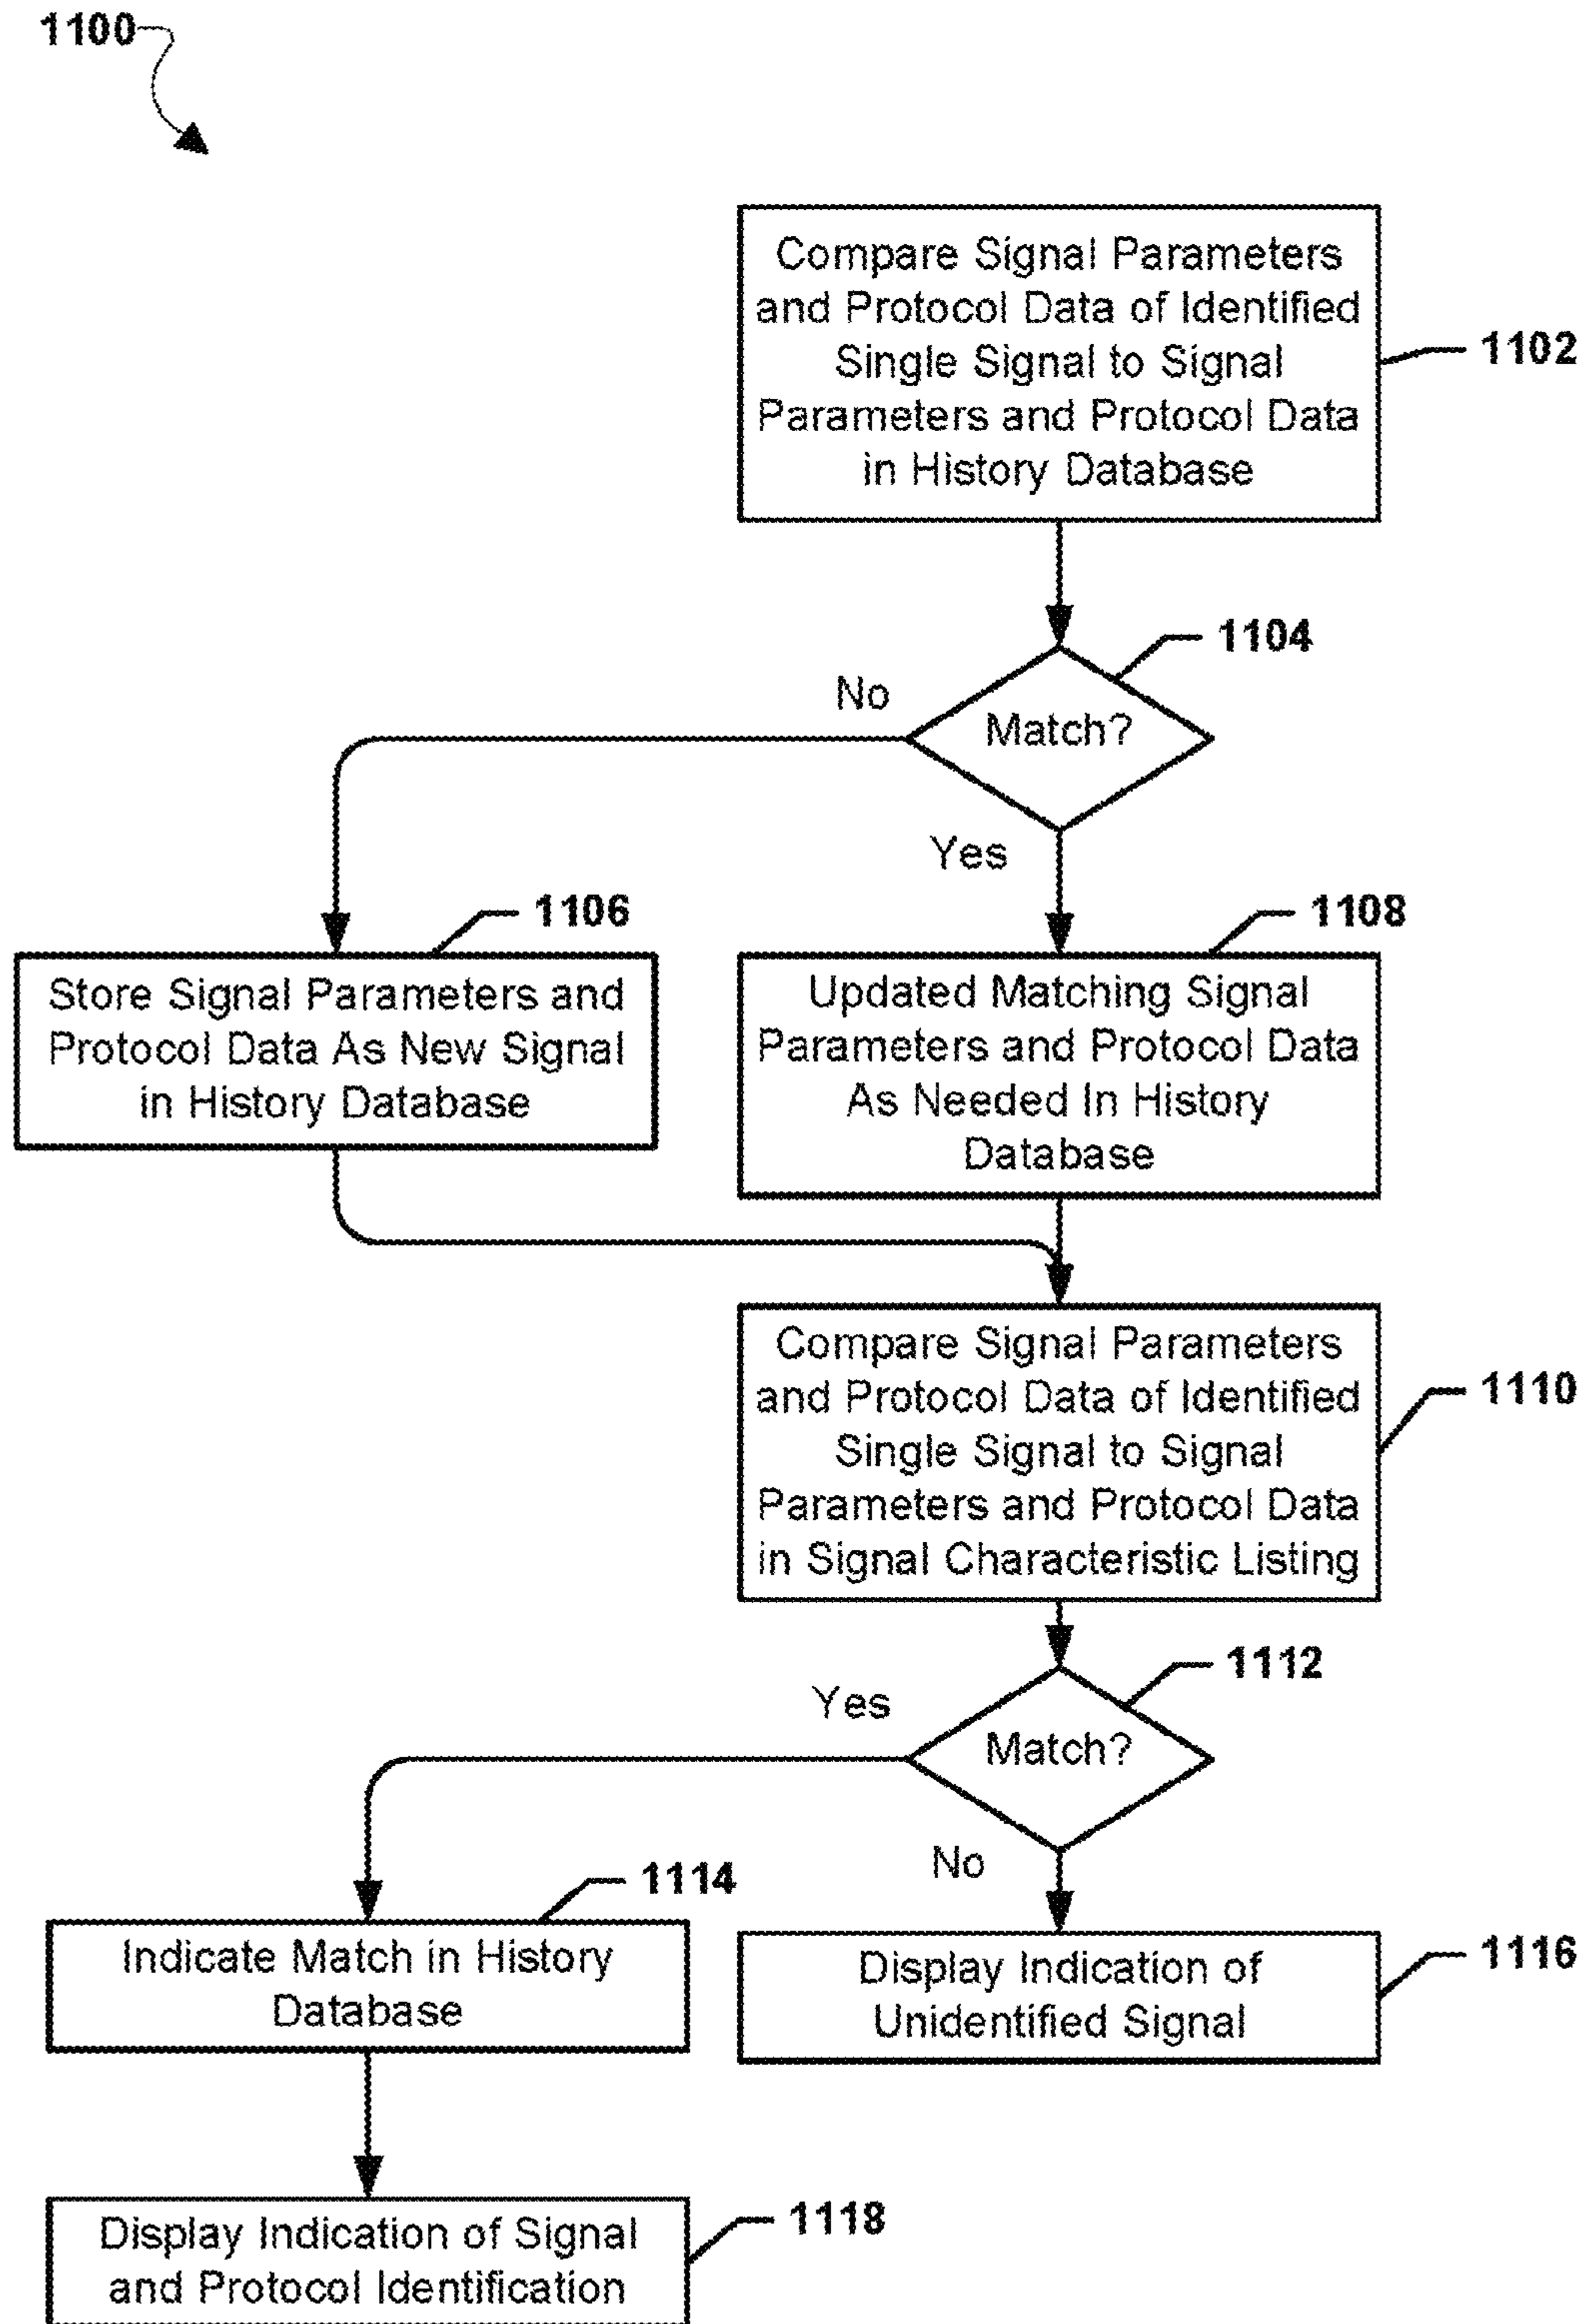 1100
Compare Signal Parameters
and Protocol Data of Identified
Single Signal to Signal
Parameters and Protocol Data
in History Database
1102
1104
No
Match?
Yes
1106
1108
Store Signal Parameters and
Protocol Data As New Signal
in History Database
Updated Matching Signal
Parameters and Protocol Data
As Needed In History
Database
Compare Signal Parameters
and Protocol Data of Identified
Single Signal to Signal
Parameters and Protocol Data
in Signal Characteristic Listing
1110
1112
Yes
Match?
No
1114
Indicate Match in History
Database
Display Indication of
Unidentified Signal
1116
Display Indication of Signal
and Protocol Identification
1118